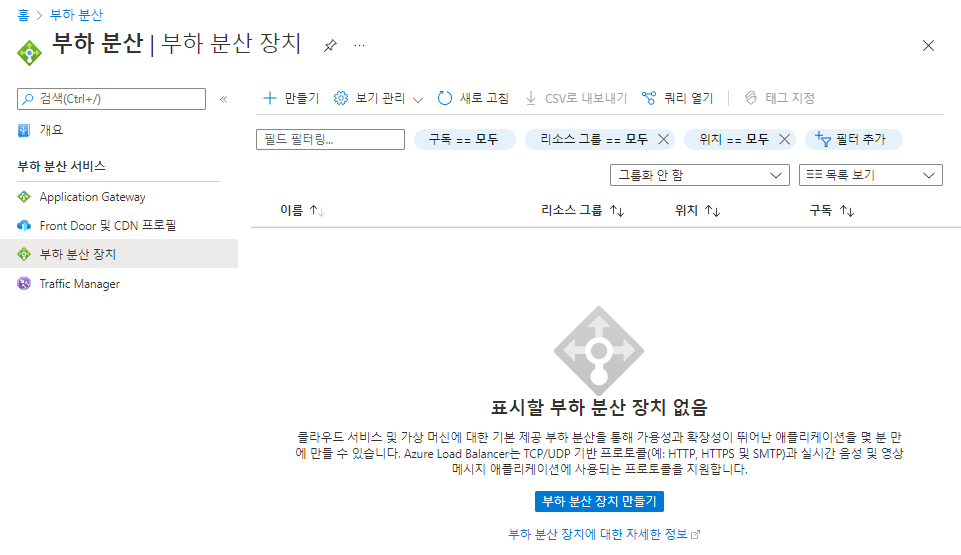 홈 > 부하 분산
부하 분산 | 부하 분산 장치
검색(Ctrl+/)
개요
부하 분산 서비스
Application Gateway
Front Door 및 CDN 프로필
부하 분산 장치
Traffic Manager
만들기 보기 관리 새로 고침 CSV로 내보내기 쿼리 열기 태그 지정
필드 필터링... 구독 == 모두 리소스 그룹 == 모두 위치 == 모두 필터 추가
그룹화 안 함 목록 보기
이름 리소스 그룹 위치 구독
표시할 부하 분산 장치 없음
클라우드 서비스 및 가상 머신에 대한 기본 제공 부하 분산을 통해 가용성과 확장성이 뛰어난 애플리케이션을 몇 분 만
에 만들 수 있습니다. Azure Load Balancer는 TCP/UDP 기반 프로토콜(예: HTTP, HTTPS 및 SMTP)과 실시간 음성 및 영상
메시지 애플리케이션에 사용되는 프로토콜을 지원합니다.
부하 분산 장치 만들기
부하 분산 장치에 대한 자세한 정보